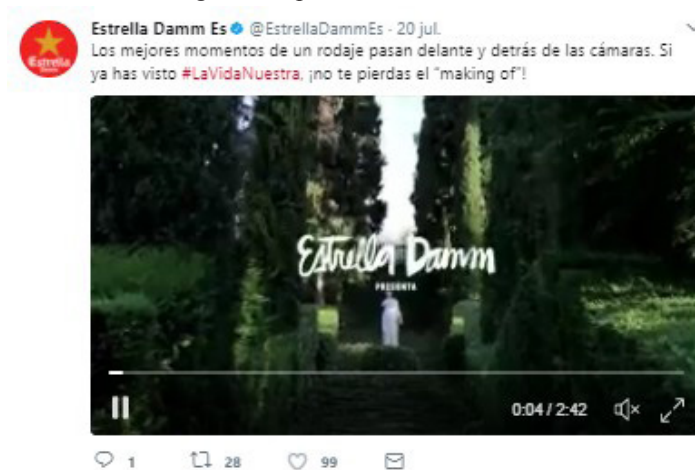 Estrella Damm Es @EstrellaDammEs · 20 jul.
Los mejores momentos de un rodaje pasan delante y detrás de las cámaras. Si
ya has visto #LaVidaNuestra, ¡no te pierdas el "making of"!
Estrella
Damm
Estrella Damm
PRESENTA
0:04 / 2:42
1 28 99